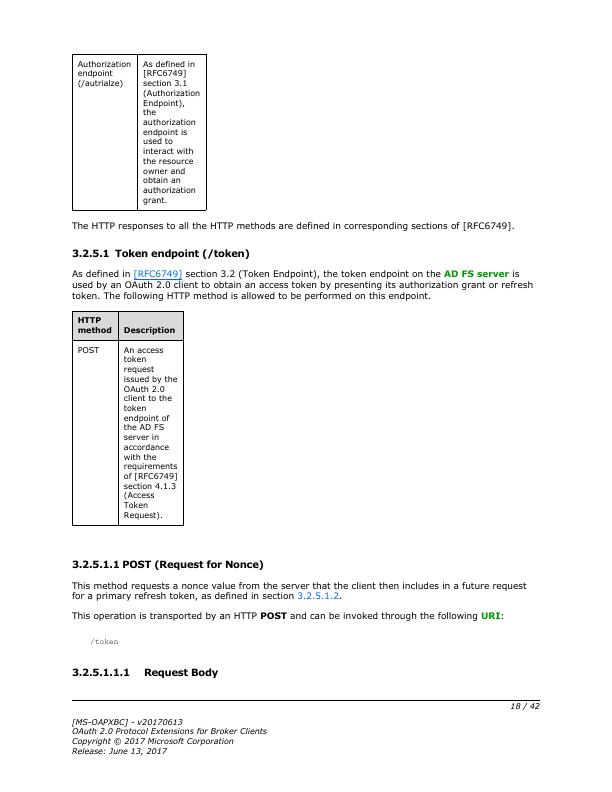 Authorization
endpoint
(/autrialze)
As defined in
[RFC6749]
section 3.1
(Authorization
Endpoint),
the
authorization
endpoint is
used to
interact with
the resource
owner and
obtain an
authorization
grant.
The HTTP responses to all the HTTP methods are defined in corresponding sections of [RFC6749].
3.2.5.1 Token endpoint (/token)
As defined in [RFC6749] section 3.2 (Token Endpoint), the token endpoint on the AD FS server is
used by an OAuth 2.0 client to obtain an access token by presenting its authorization grant or refresh
token. The following HTTP method is allowed to be performed on this endpoint.
HTTP
method
Description
POST
An access
token
request
issued by the
OAuth 2.0
client to the
token
endpoint of
the AD FS
server in
accordance
with the
requirements
of [RFC6749]
section 4.1.3
(Access
Token
Request).
3.2.5.1.1 POST (Request for Nonce)
This method requests a nonce value from the server that the client then includes in a future request
for a primary refresh token, as defined in section 3.2.5.1.2.
This operation is transported by an HTTP POST and can be invoked through the following URI:
/token
3.2.5.1.1.1 Request Body
18 / 42
[MS-OAPXBC] - v20170613
OAuth 2.0 Protocol Extensions for Broker Clients
Copyright © 2017 Microsoft Corporation
Release: June 13, 2017